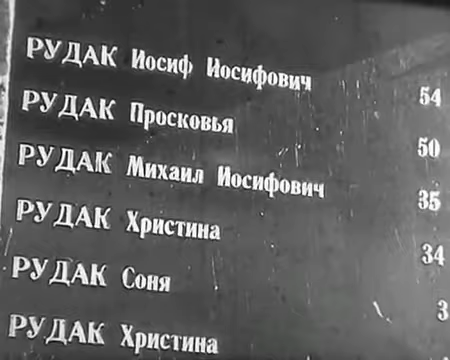 РУДАК Иосиф Иосифович 54
РУДАК Просковья 50
РУДАК Михаил Иосифович 35
РУДАК Христина 34
РУДАК Соня 3
РУДАК Христина